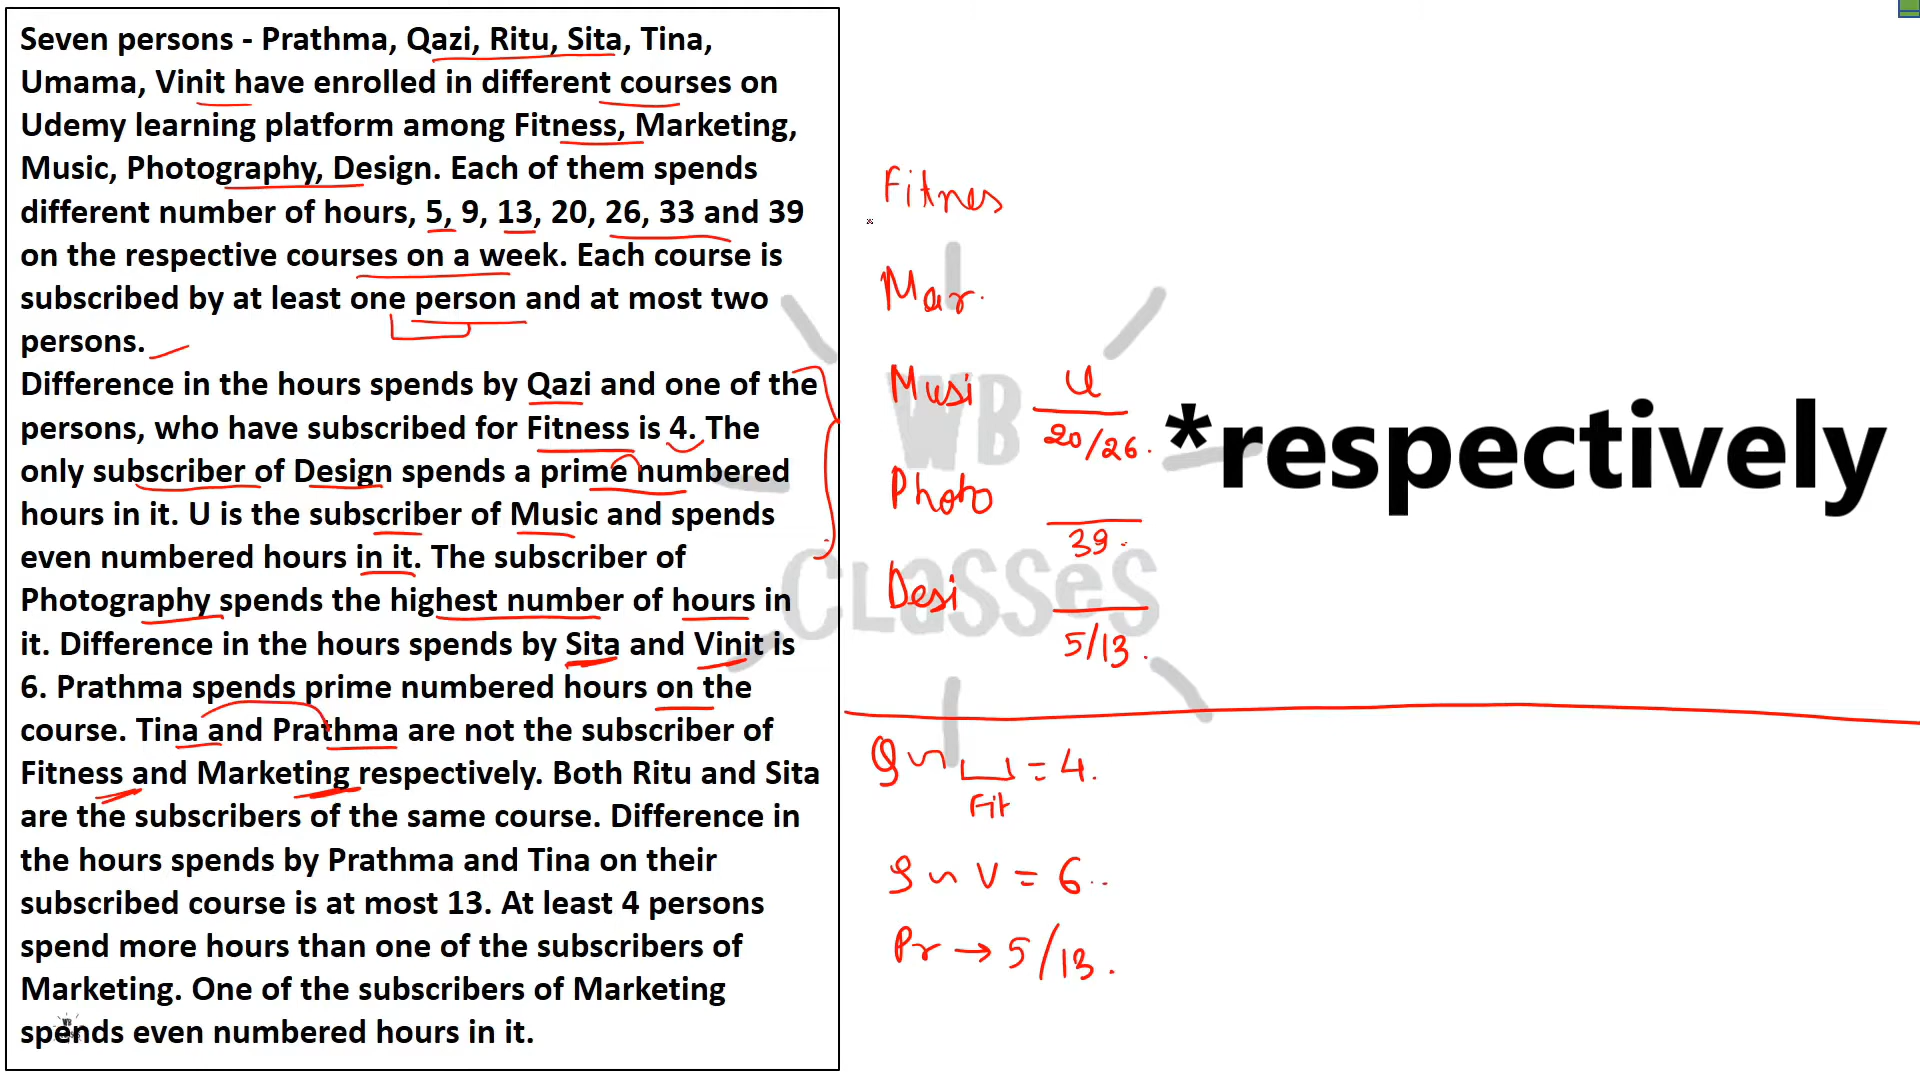 Seven persons - Prathma, Qazi, Ritu, Sita, Tina,
Umama, Vinit have enrolled in different courses on
Udemy learning platform among Fitness, Marketing,
Music, Photography, Design. Each of them spends
different number of hours, 5, 9, 13, 20, 26, 33 and 39
on the respective courses on a week. Each course is
subscribed by at least one person and at most two
persons.
Difference in the hours spends by Qazi and one of the
persons, who have subscribed for Fitness is 4. The
only subscriber of Design spends a prime numbered
hours in it. U is the subscriber of Music and spends
even numbered hours in it. The subscriber of
Photography spends the highest number of hours in
it. Difference in the hours spends by Sita and Vinit is
6. Prathma spends prime numbered hours on the
course. Tina and Prathma are not the subscriber of
Fitness and Marketing respectively. Both Ritu and Sita
are the subscribers of the same course. Difference in
the hours spends by Prathma and Tina on their
subscribed course is at most 13. At least 4 persons
spend more hours than one of the subscribers of
Marketing. One of the subscribers of Marketing
spends even numbered hours in it.
Fitnes
Mar.
Musi U
20/26.
Photo
39.
Desi
5/13.
*respectively
WB
CLASSES
Q ~ = 4.
Fit
S ~ V = 6..
Pr → 5/13.